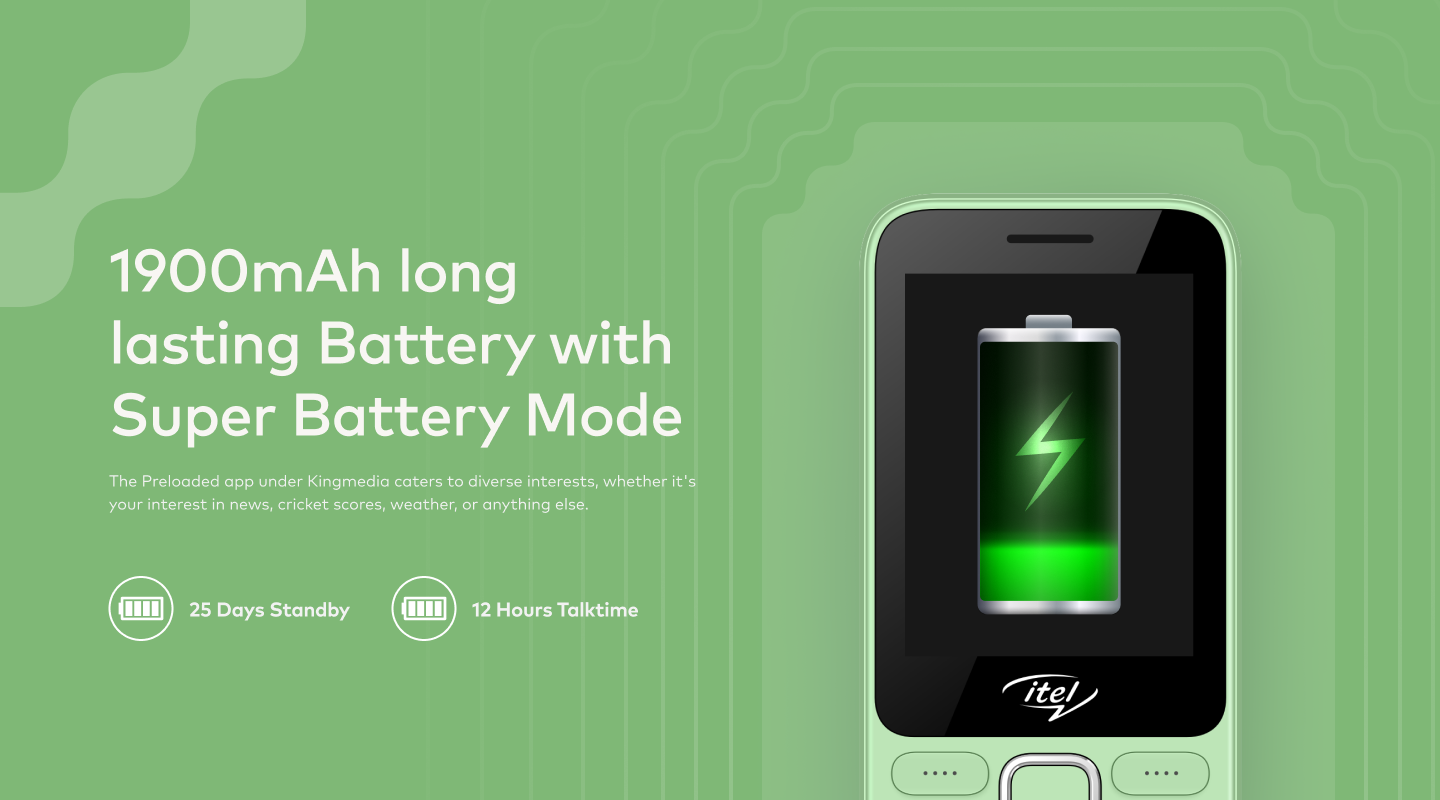 1900mAh long
lasting Battery with
Super Battery Mode
The Preloaded app under Kingmedia caters to diverse interests, whether it's
your interest in news, cricket scores, weather, or anything else.
25 Days Standby
12 Hours Talktime
itel